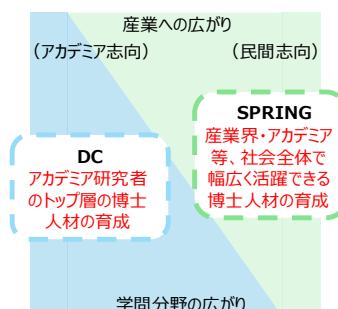 産業への広がり
（アカデミア志向） （民間志向）
SPRING
産業界・アカデミア
等、社会全体で
幅広く活躍できる
博士人材の育成
DC
アカデミア研究者
のトップ層の博士
人材の育成
学問分野の広がり